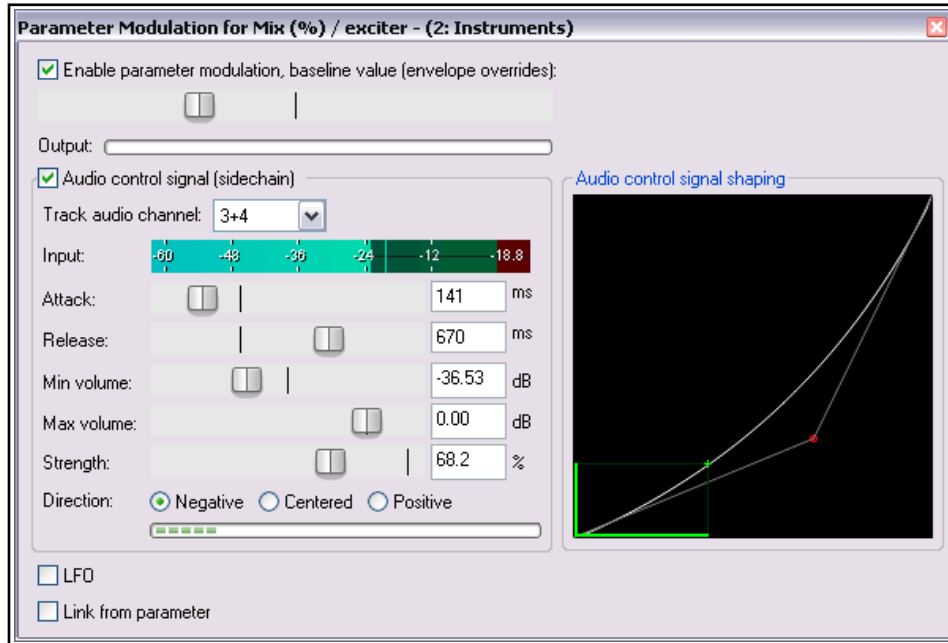 Parameter Modulation for Mix (%) / exciter - (2: Instruments)
Enable parameter modulation, baseline value (envelope overrides):
Output:
Audio control signal (sidechain)
Track audio channel: 3+4
Input: -60 -48 -36 -24 -12 -18.8
Attack: 141 ms
Release: 670 ms
Min volume: -36.53 dB
Max volume: 0.00 dB
Strength: 68.2 %
Direction: Negative Centered Positive
Audio control signal shaping
LFO
Link from parameter